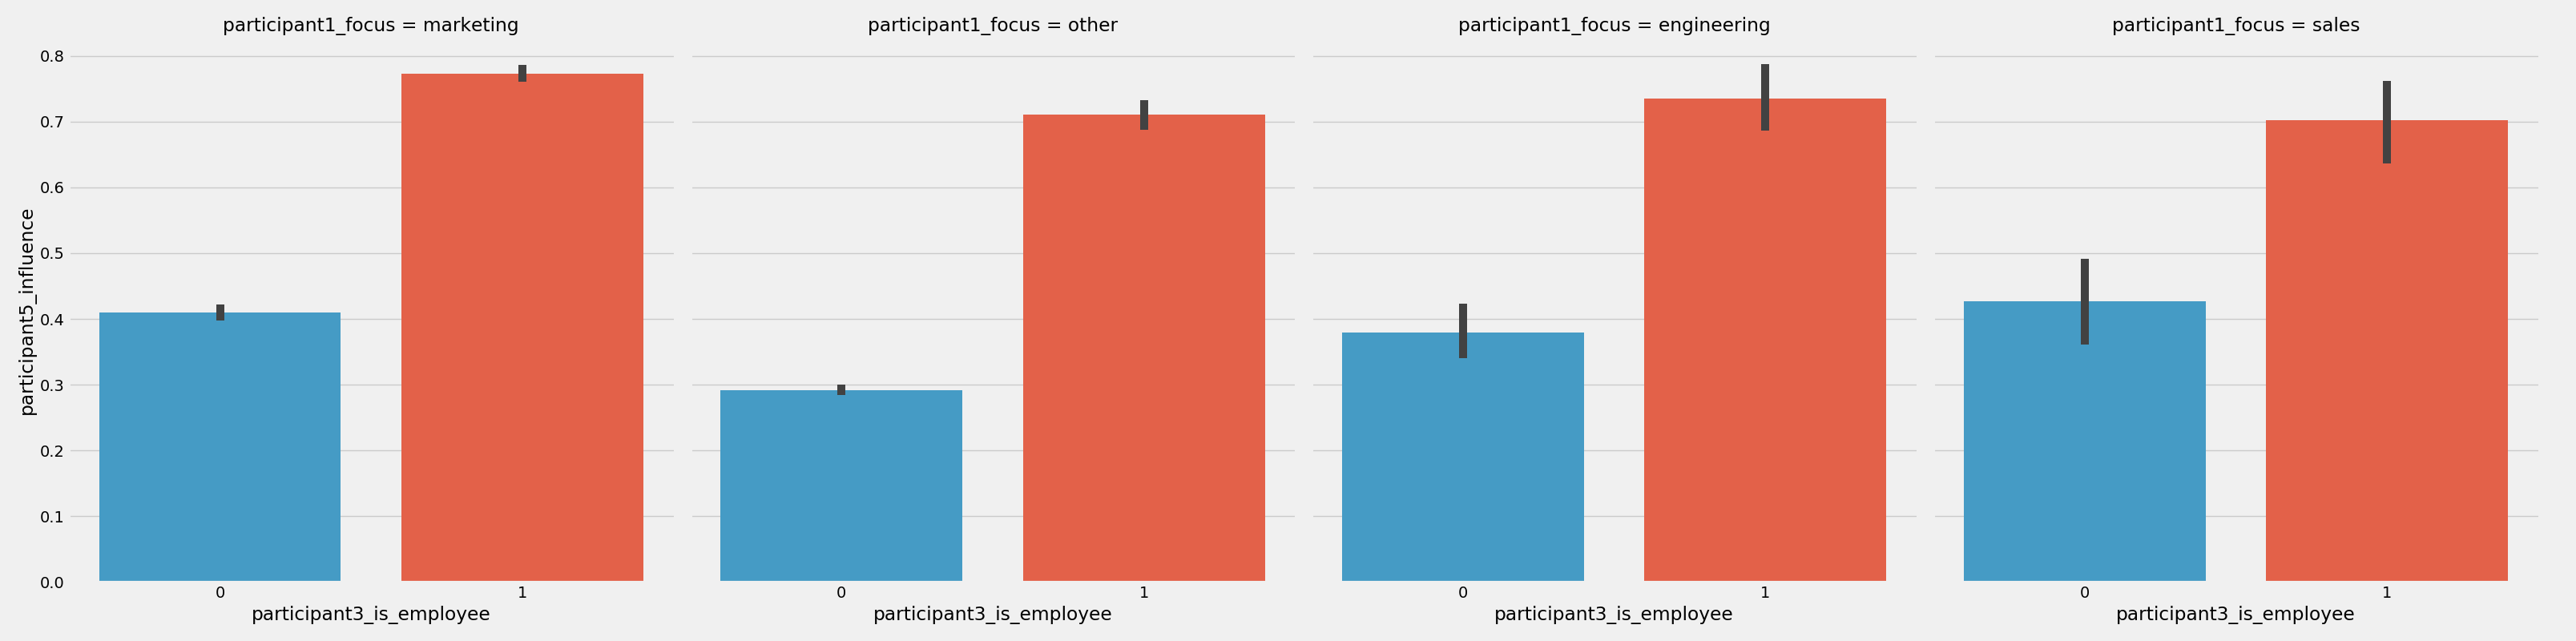 participant1_focus = marketing
participant1_focus = other
participant1_focus = engineering
participant1_focus = sales
participant5_influence
0.8
0.7
0.6
0.5
0.4
0.3
0.2
0.1
0.0
0 1 0 1 0 1 0 1
participant3_is_employee
participant3_is_employee
participant3_is_employee
participant3_is_employee